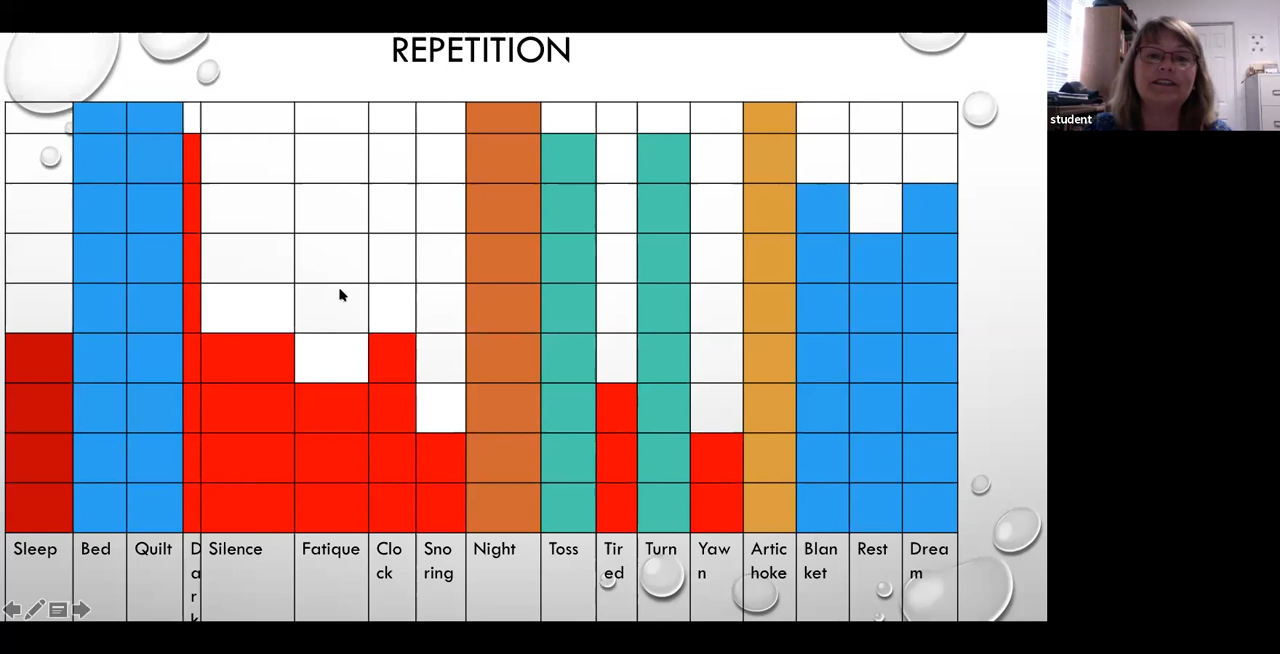 REPETITION
student
Sleep
Bed
Quilt
D
a
r
k
Silence
Fatique
Clo
ck
Sno
ring
Night
Toss
Tir
ed
Turn
Yaw
n
Artic
hoke
Blan
ket
Rest
Drea
m